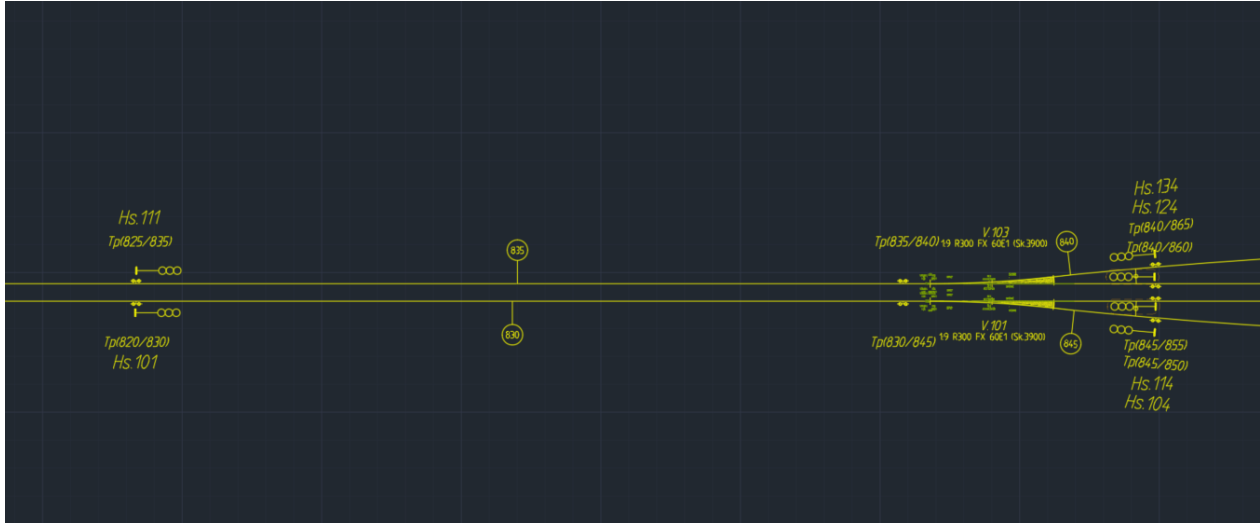 Hs.134
Hs.124
Tp(840/865)
Tp(840/860)
Hs.111
Tp(825/835)
835
Tp(835/840)
V.103
1:9 R300 FX 60E1 (Sk.3900)
840
Tp(820/830)
Hs.101
830
Tp(830/845)
V.101
1:9 R300 FX 60E1 (Sk.3900)
845
Tp(845/855)
Tp(845/850)
Hs.114
Hs.104